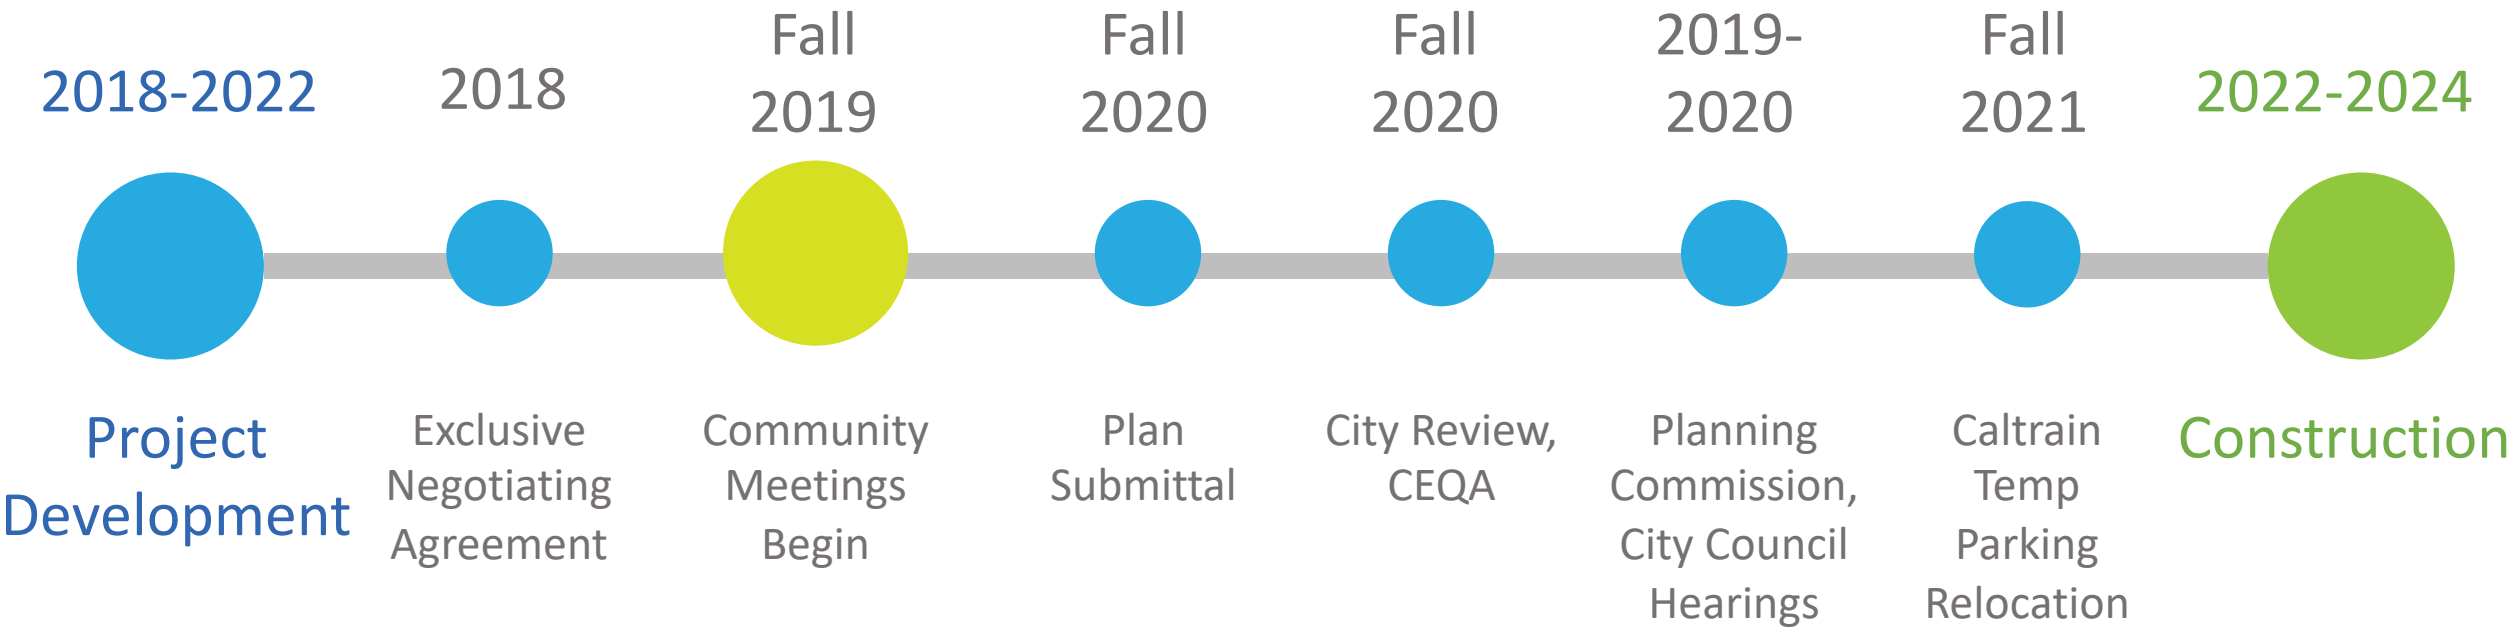 2018-2022
Project
Development
2018
Exclusive
Negotiating
Agreement
Fall
2019
Community
Meetings
Begin
Fall
2020
Plan
Submittal
Fall
2020
City Review,
CEQA
2019-
2020
Planning
Commission,
City Council
Hearings
Fall
2021
Caltrain
Temp
Parking
Relocation
2022-2024
Construction